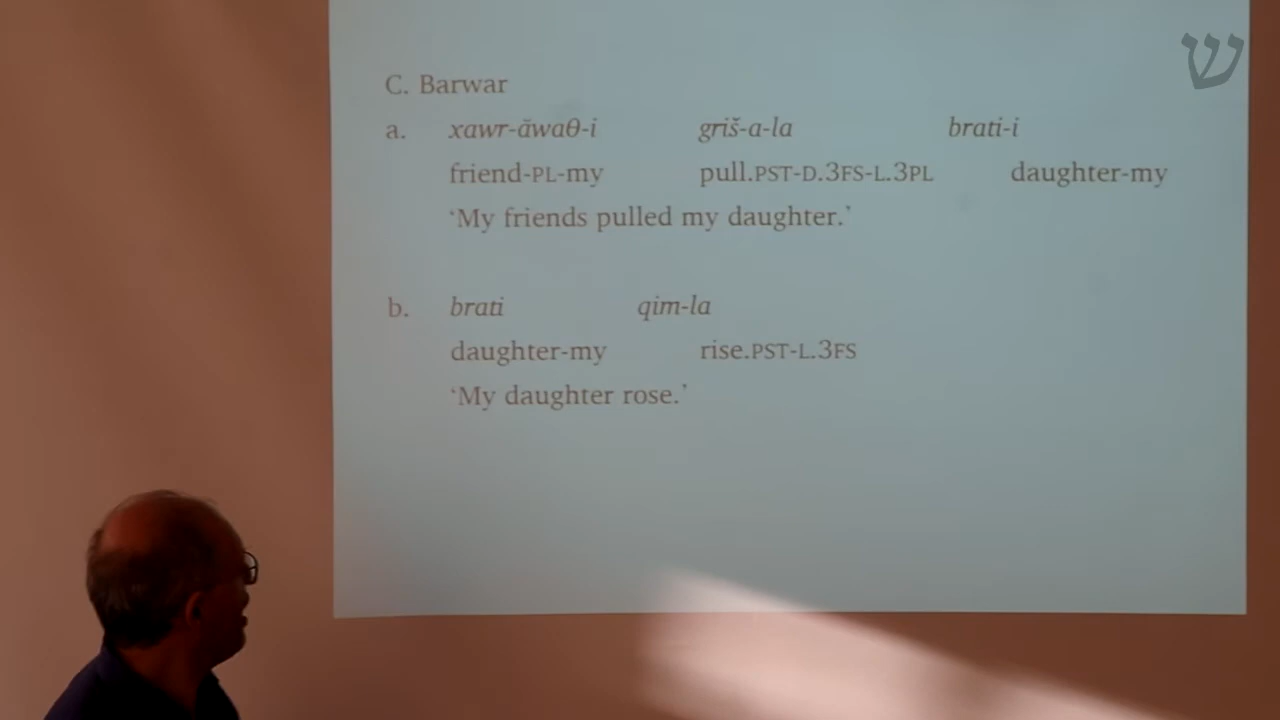 ש
C. Barwar
a. xawr-āwaθ-i griš-a-la brati-i
friend-PL-my pull.PST-D.3FS-L.3PL daughter-my
‘My friends pulled my daughter.’
b. brati qim-la
daughter-my rise.PST-L.3FS
‘My daughter rose.’